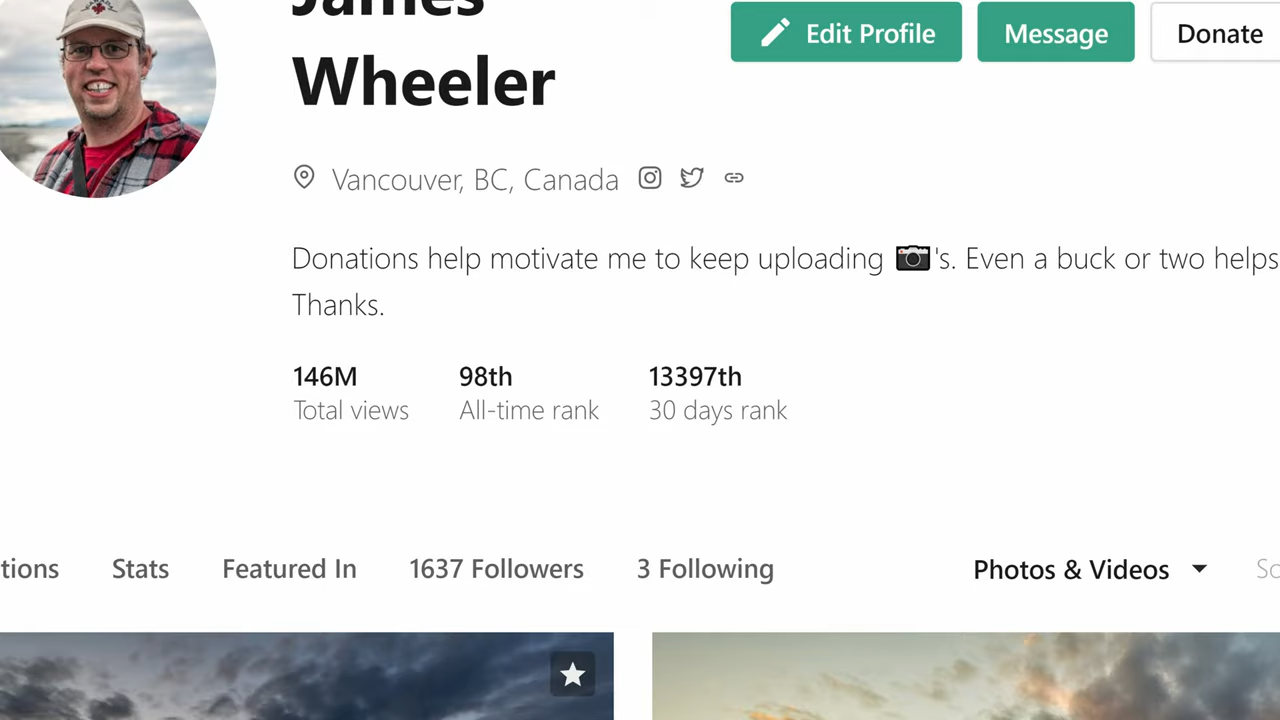 James
Wheeler
Edit Profile
Message
Donate
Vancouver, BC, Canada
Donations help motivate me to keep uploading 📷's. Even a buck or two helps
Thanks.
146M
98th
13397th
Total views
All-time rank
30 days rank
tions
Stats
Featured In
1637 Followers
3 Following
Photos & Videos
So